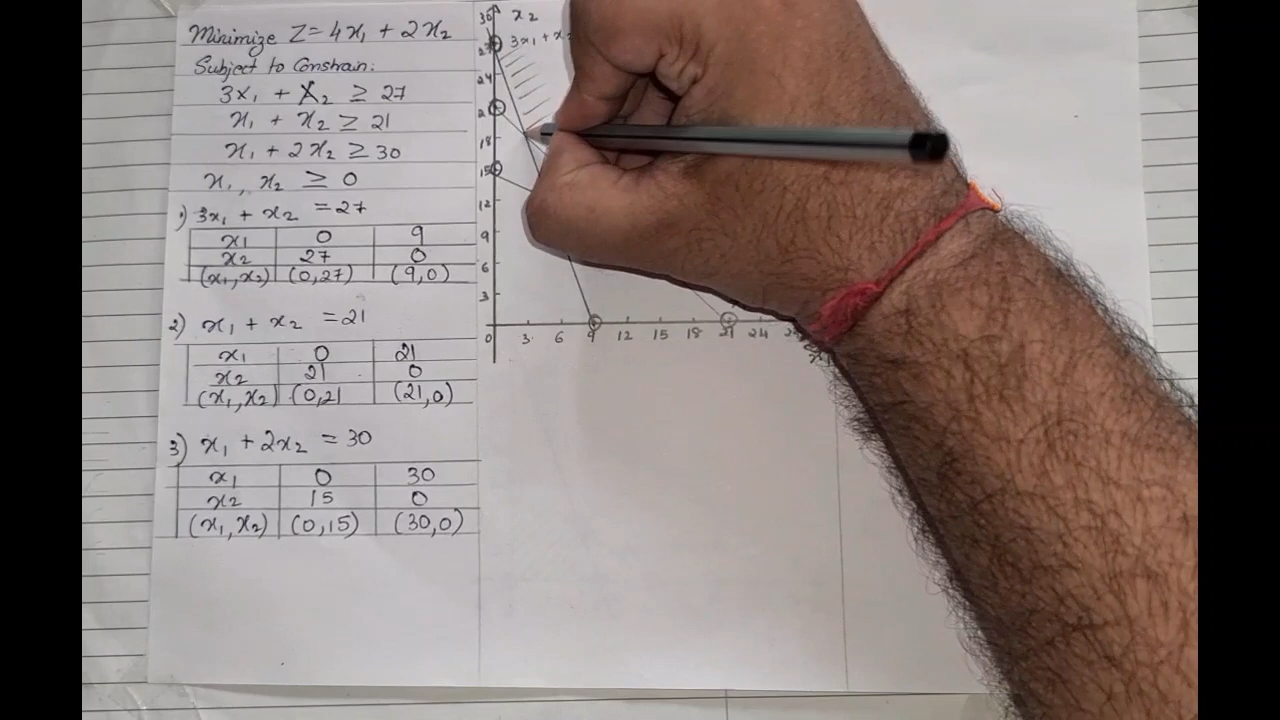 Minimize Z = 4x₁ + 2x₂
Subject to Constrain:
3x₁ + x₂ ≥ 27
x₁ + x₂ ≥ 21
x₁ + 2x₂ ≥ 30
x₁, x₂ ≥ 0
1) 3x₁ + x₂ = 27
x₁ 0 9
x₂ 27 0
(x₁, x₂) (0,27) (9,0)
2) x₁ + x₂ = 21
x₁ 0 21
x₂ 21 0
(x₁, x₂) (0,21 (21,0)
3) x₁ + 2x₂ = 30
x₁ 0 30
x₂ 15 0
(x₁, x₂) (0,15) (30,0)
30 x₂
27 3x₁ + x₂
24
21
18
15
12
9
6
3
0 3 6 9 12 15 18 21 24